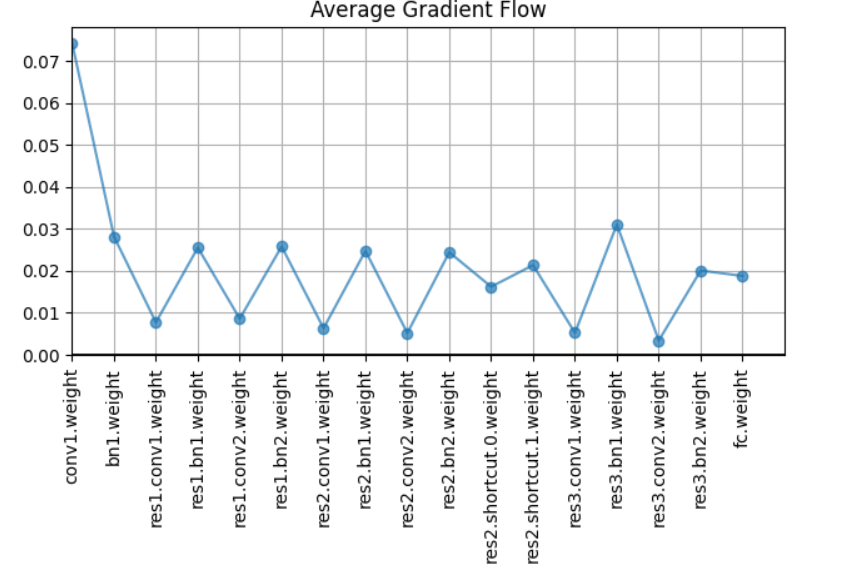 Average Gradient Flow
0.07
0.06
0.05
0.04
0.03
0.02
0.01
0.00
conv1.weight
bn1.weight
res1.conv1.weight
res1.bn1.weight
res1.conv2.weight
res1.bn2.weight
res2.conv1.weight
res2.bn1.weight
res2.conv2.weight
res2.bn2.weight
res2.shortcut.0.weight
res2.shortcut.1.weight
res3.conv1.weight
res3.bn1.weight
res3.conv2.weight
res3.bn2.weight
fc.weight